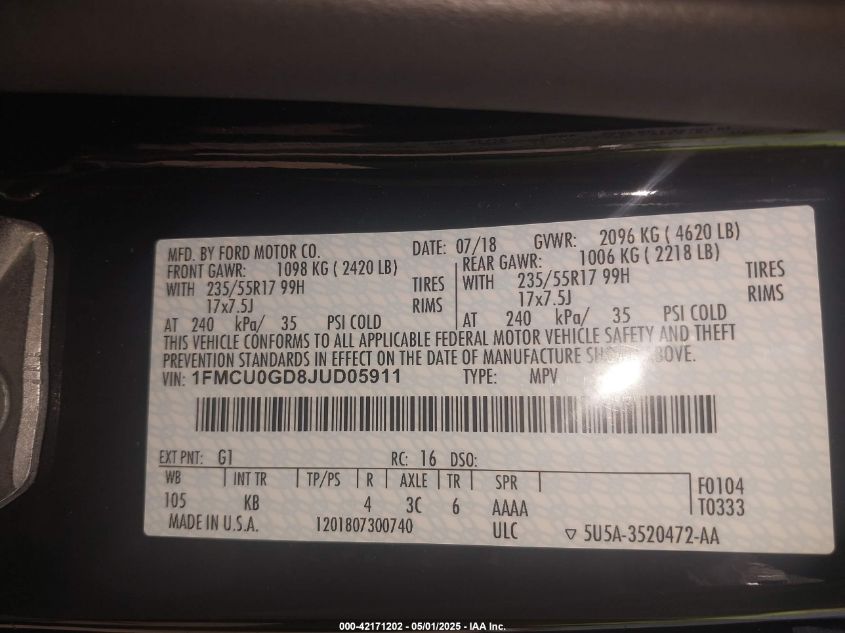 MFD. BY FORD MOTOR CO. DATE: 07/18 GVWR: 2096 KG ( 4620 LB)
FRONT GAWR: 1098 KG ( 2420 LB) REAR GAWR: 1006 KG ( 2218 LB)
WITH 235/55R17 99H TIRES WITH 235/55R17 99H TIRES
17x7.5J RIMS 17x7.5J RIMS
AT 240 kPa/ 35 PSI COLD AT 240 kPa/ 35 PSI COLD
THIS VEHICLE CONFORMS TO ALL APPLICABLE FEDERAL MOTOR VEHICLE SAFETY AND THEFT
PREVENTION STANDARDS IN EFFECT ON THE DATE OF MANUFACTURE
VIN: 1FMCU0GD8JUD05911 TYPE: MPV
EXT PNT: G1 RC: 16 DSO:
WB INT TR TP/PS R AXLE TR SPR F0104
105 KB 4 3C 6 AAAA T0333
MADE IN U.S.A. 1201807300740 ULC ▽ 5U5A-3520472-AA
000-42171202 - 05/01/2025 - IAA Inc.